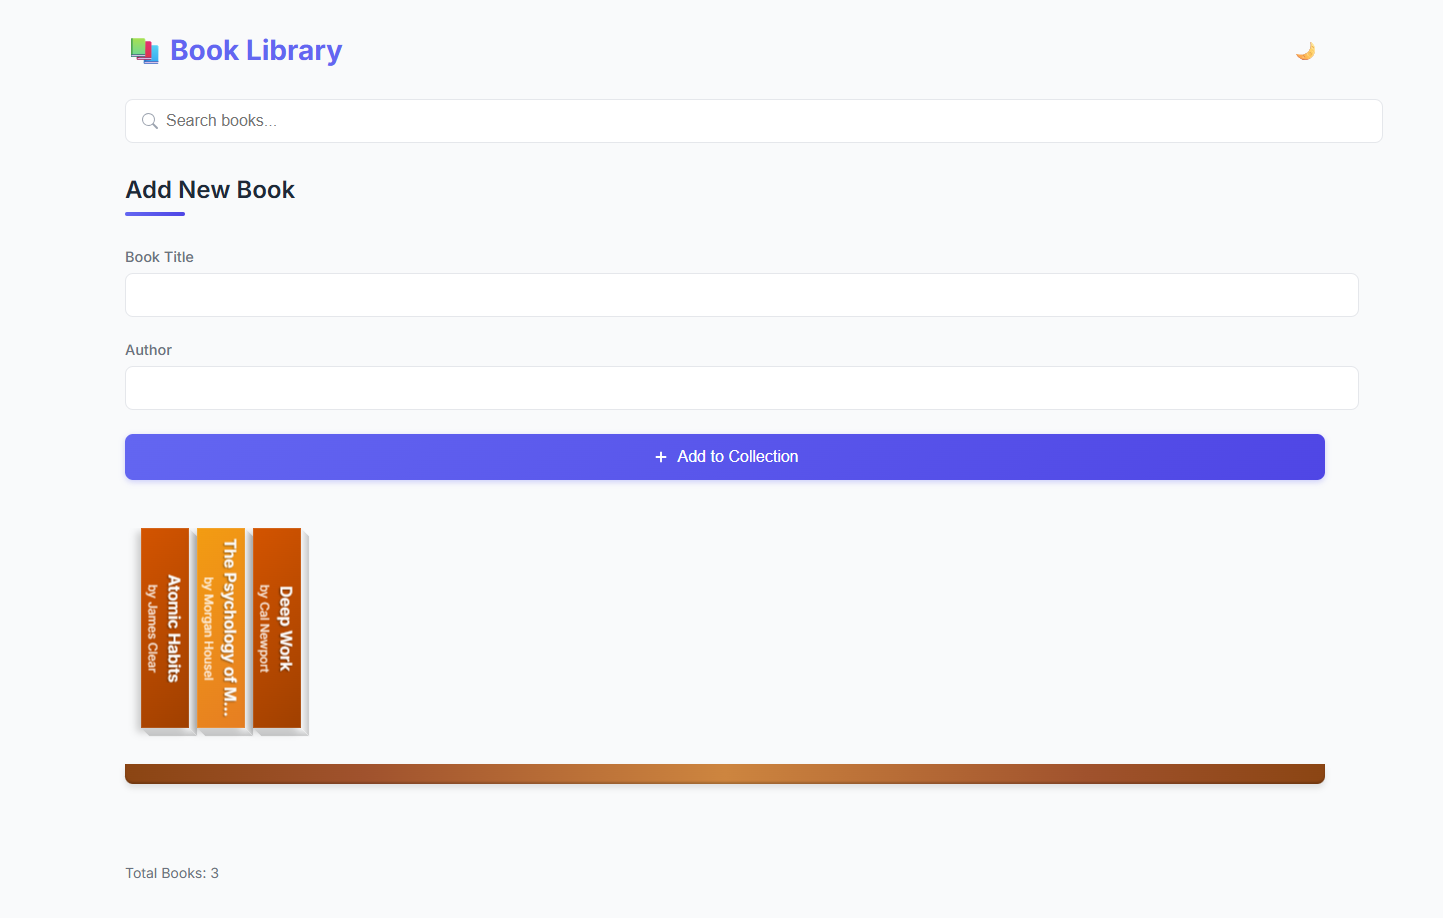 Book Library
Search books...
Add New Book
Book Title
Author
+ Add to Collection
Atomic Habits
by James Clear
The Psychology of M...
by Morgan Housel
Deep Work
by Cal Newport
Total Books: 3